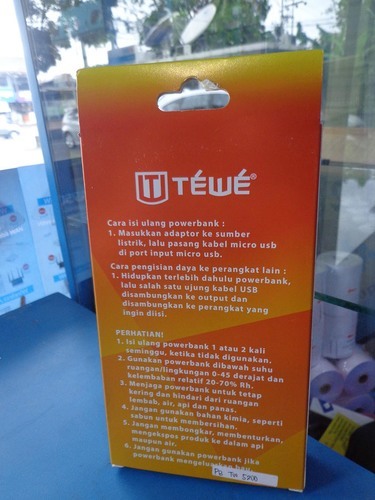 TÉWÉ®
Cara isi ulang powerbank :
1. Masukkan adaptor ke sumber
listrik, lalu pasang kabel micro usb
di port input micro usb.
Cara pengisian daya ke perangkat lain :
1. Hidupkan terlebih dahulu powerbank,
lalu salah satu ujung kabel USB
disambungkan ke output dan
disambungkan ke perangkat yang
ingin diisi.
PERHATIAN!
1. Isi ulang powerbank 1 atau 2 kali
seminggu, ketika tidak digunakan.
2. Gunakan powerbank dibawah suhu
ruangan/lingkungan 0-45 derajat dan
kelembaban relatif 20-70% Rh.
3. Menjaga powerbank untuk tetap
kering dan hindari dari ruangan
lembab, air, api dan panas.
4. Jangan gunakan bahan kimia, seperti
sabun untuk membersihan.
5. Jangan membongkar, membenturkan,
mengekspos produk ke dalam api
maupun air.
6. Jangan gunakan powerbank jika
powerbank mengeluarkan